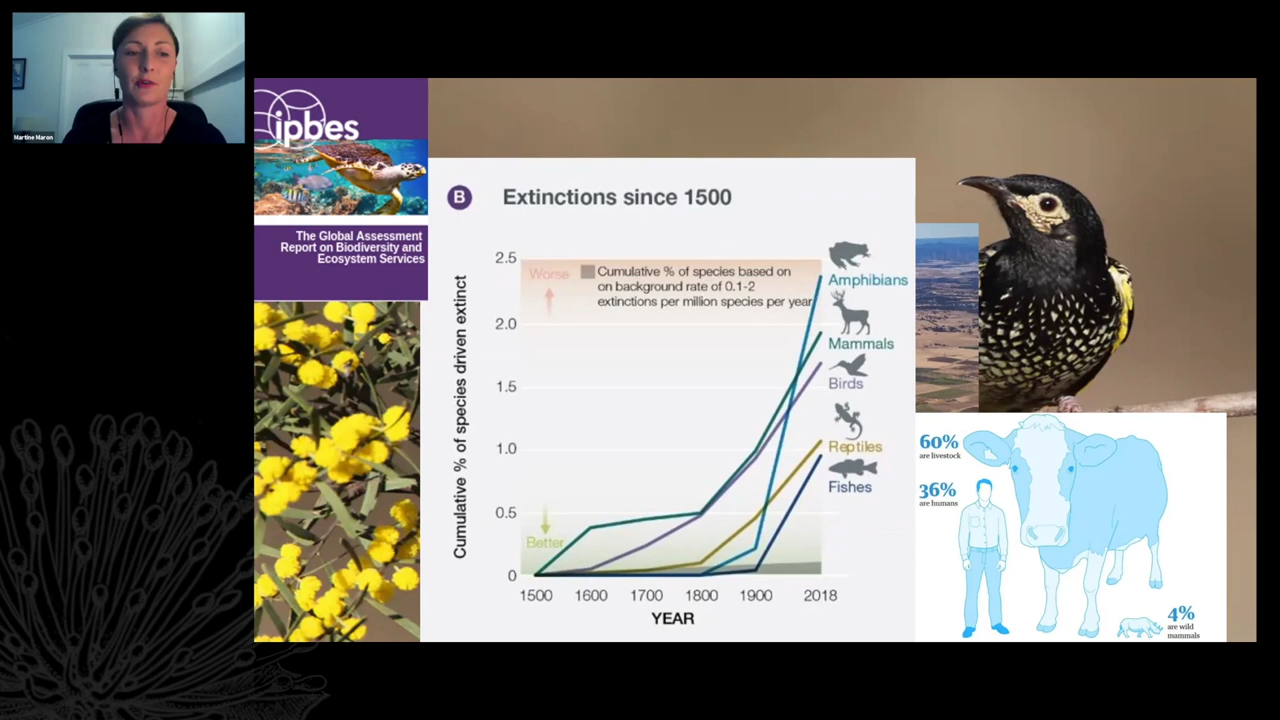 Martine Maron
ipbes
The Global Assessment
Report on Biodiversity and
Ecosystem Services
B Extinctions since 1500
Cumulative % of species driven extinct
2.5
2.0
1.5
1.0
0.5
0
Worse
Cumulative % of species based on
on background rate of 0.1-2
extinctions per million species per year
Better
Amphibians
Mammals
Birds
Reptiles
Fishes
1500 1600 1700 1800 1900 2018
YEAR
60%
are livestock
36%
are humans
4%
are wild
mammals